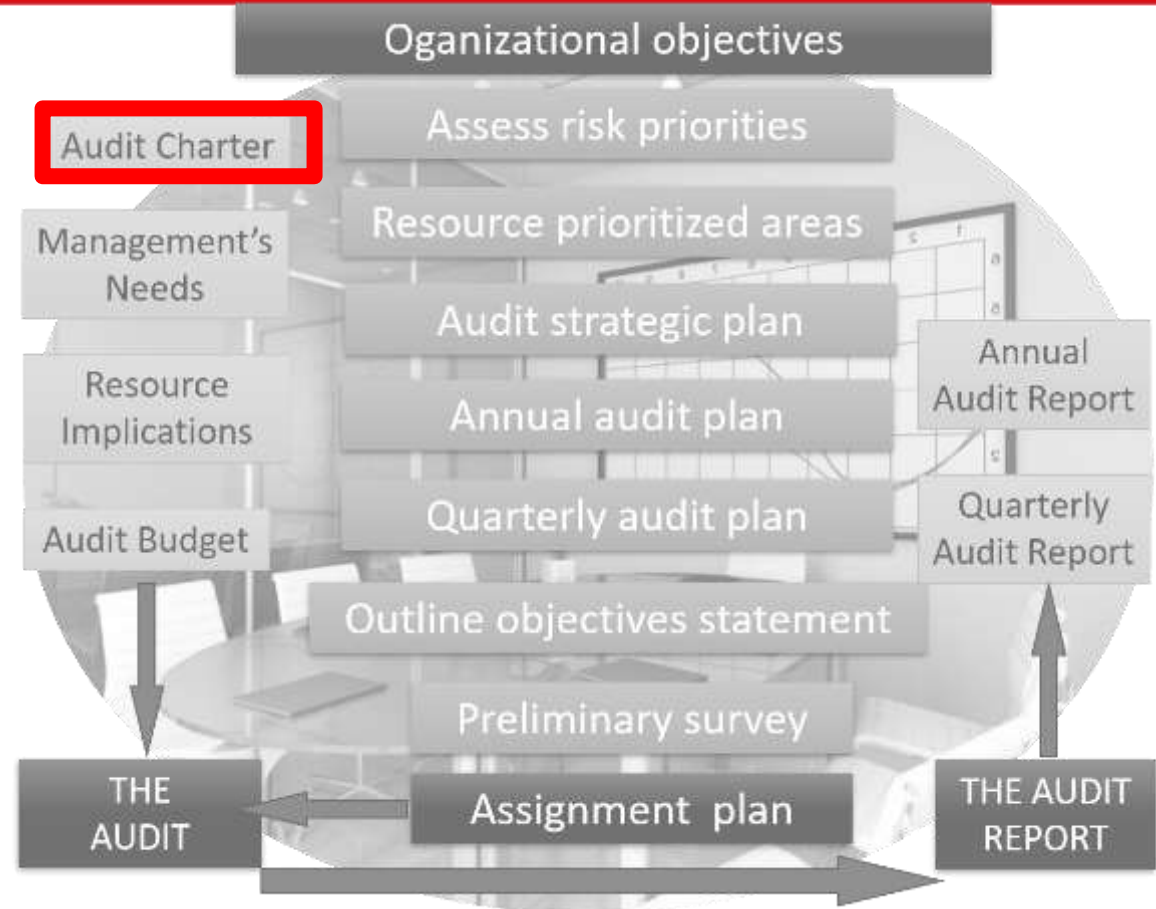 Oganizational objectives
Audit Charter
Management's
Needs
Resource
Implications
Audit Budget
THE
AUDIT
Assess risk priorities
Resource prioritized areas
Audit strategic plan
Annual audit plan
Quarterly audit plan
Outline objectives statement
Preliminary survey
Assignment plan
Annual
Audit Report
Quarterly
Audit Report
THE AUDIT
REPORT